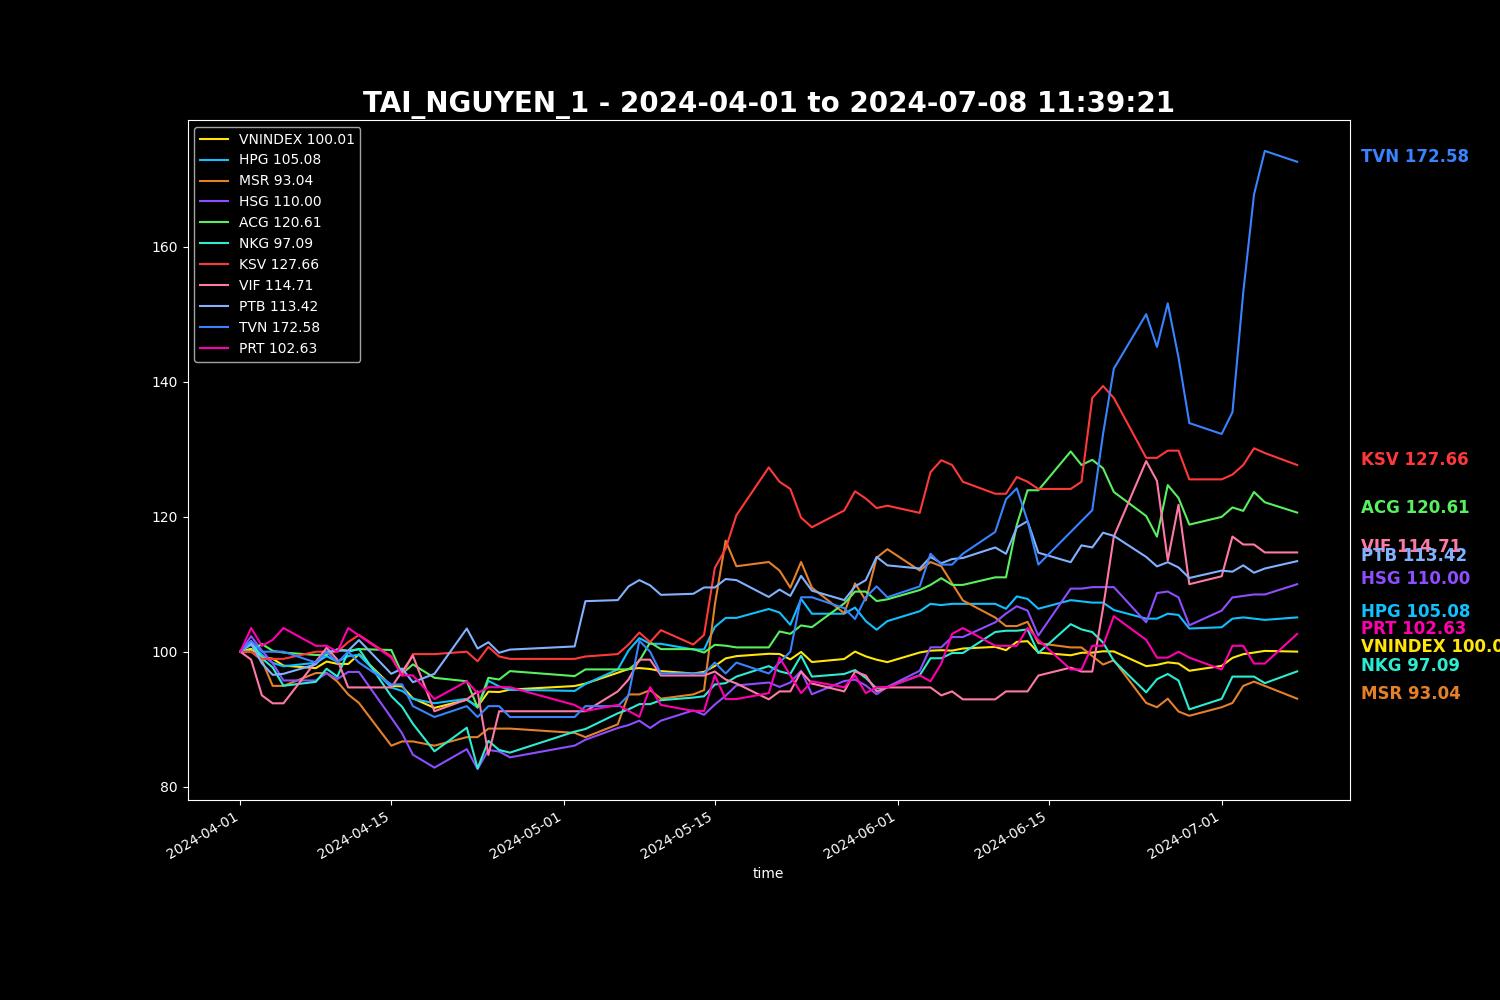 TAI_NGUYEN_1 - 2024-04-01 to 2024-07-08 11:39:21
VNINDEX 100.01
HPG 105.08
MSR 93.04
HSG 110.00
ACG 120.61
NKG 97.09
KSV 127.66
VIF 114.71
PTB 113.42
TVN 172.58
PRT 102.63
160
140
120
100
80
TVN 172.58
KSV 127.66
ACG 120.61
VIF 114.71
PTB 113.42
HSG 110.00
HPG 105.08
PRT 102.63
VNINDEX 100.0
NKG 97.09
MSR 93.04
2024-04-01
2024-04-15
2024-05-01
2024-05-15
2024-06-01
2024-06-15
2024-07-01
time